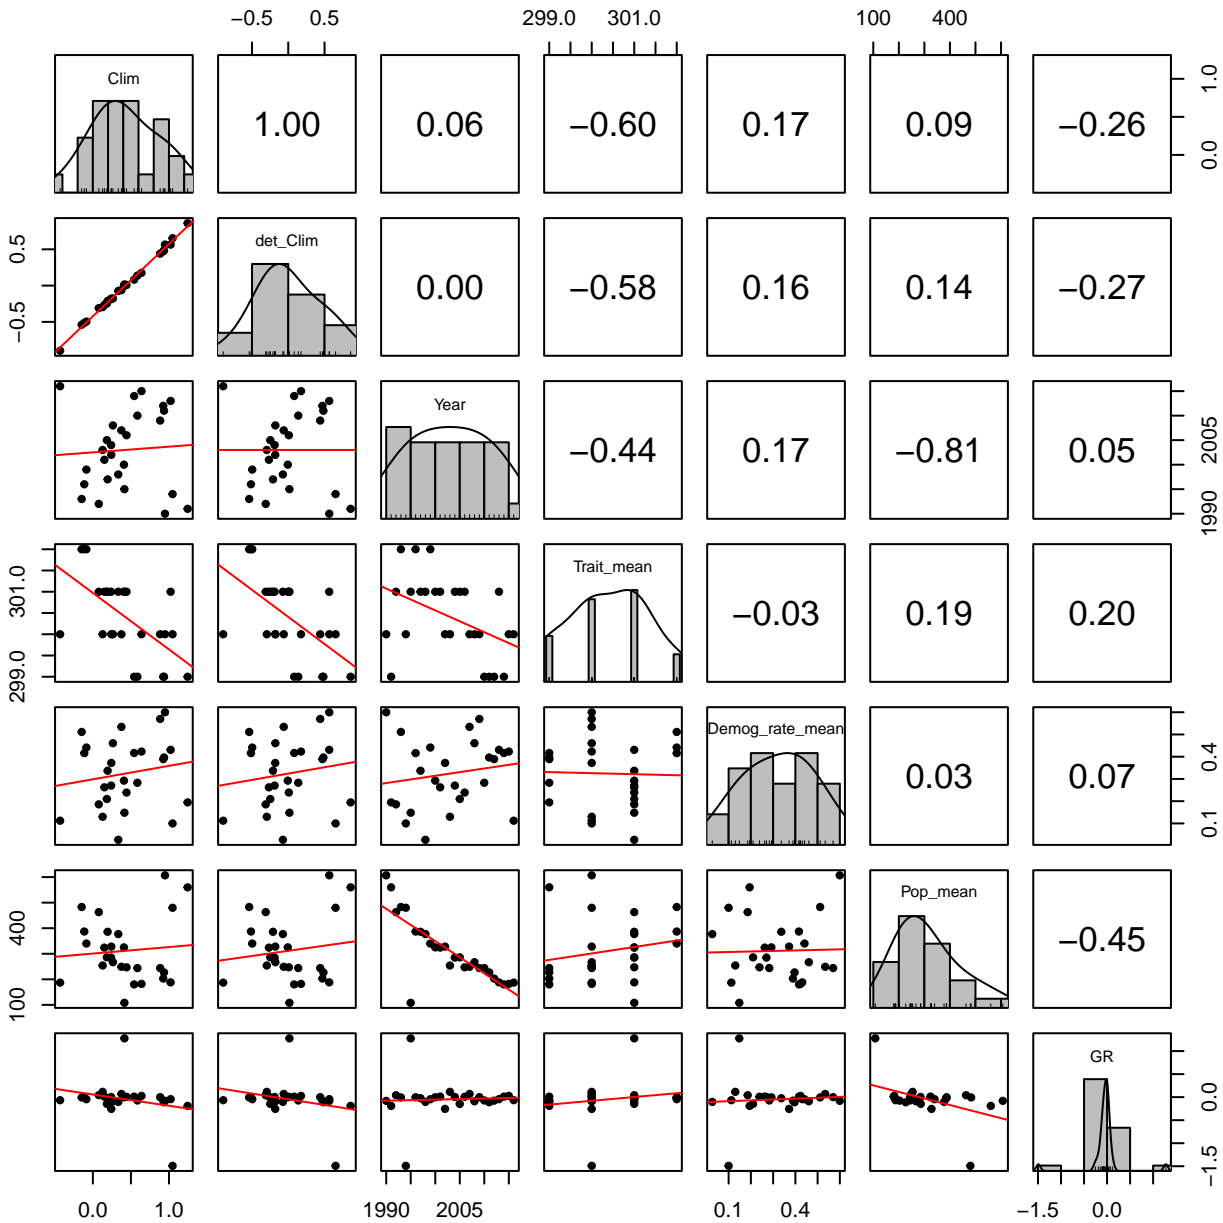 −0.5 0.5 299.0 301.0 100 400
Clim 1.00 0.06 −0.60 0.17 0.09 −0.26 0.0 1.0
−0.5 0.5 det_Clim 0.00 −0.58 0.16 0.14 −0.27
Year −0.44 0.17 −0.81 0.05 1990 2005
299.0 301.0 Trait_mean −0.03 0.19 0.20
Demog_rate_mean 0.03 0.07 0.1 0.4
100 400 Pop_mean −0.45
GR −1.5 0.0
0.0 1.0 1990 2005 0.1 0.4 −1.5 0.0